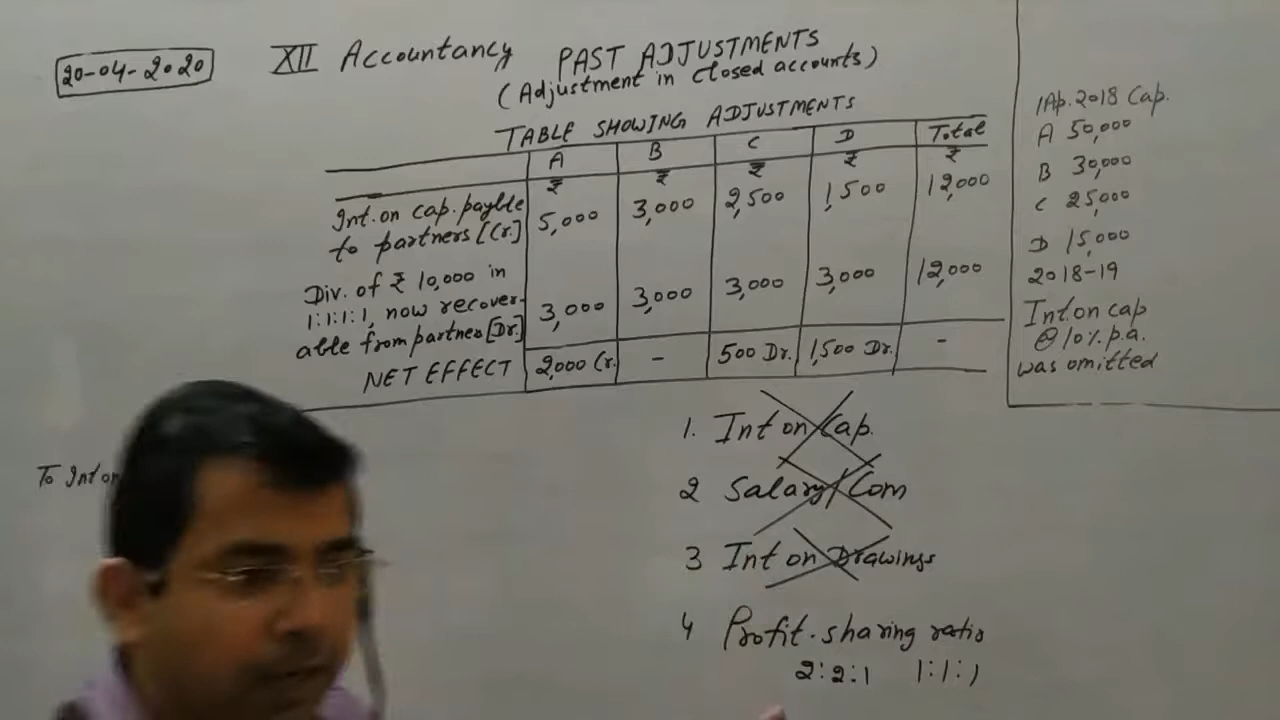 20-04-2020
XII Accountancy PAST ADJUSTMENTS
(Adjustment in closed accounts)
TABLE SHOWING ADJUSTMENTS
A B C D Total
₹ ₹ ₹ ₹ ₹
Int. on cap. payble
to partners [Cr.] 5,000 3,000 2,500 1,500 12,000
Div. of ₹ 10,000 in
1:1:1:1, now recover-
able from partner [Dr.] 3,000 3,000 3,000 3,000 12,000
NET EFFECT 2,000 Cr. - 500 Dr. 1,500 Dr. -
1Ap. 2018 Cap.
A 50,000
B 30,000
C 25,000
D 15,000
2018-19
Int. on cap
@ 10% p.a.
was omitted
To Int on
1. Int on Cap.
2 Salary/Com
3 Int on Drawings
4 Profit-sharing ratio
2:2:1 1:1:1